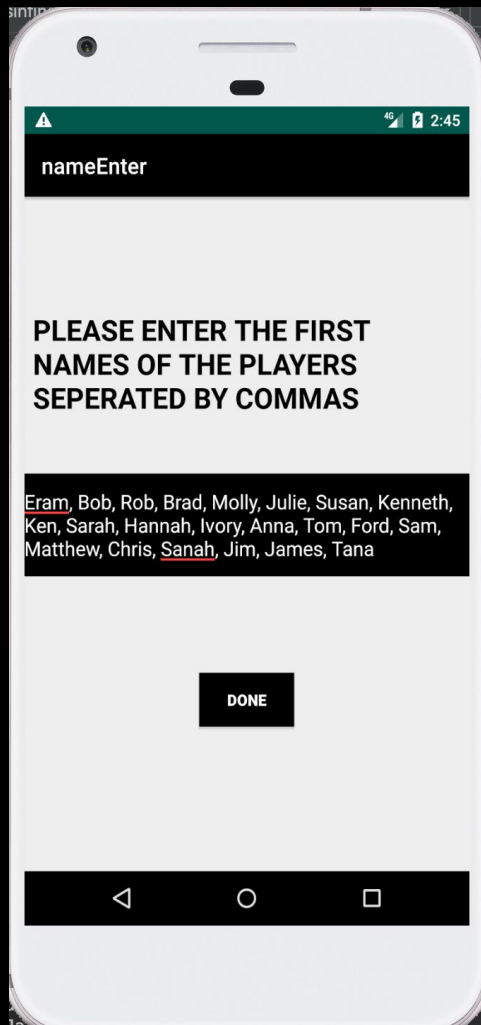 4G 2:45
nameEnter
PLEASE ENTER THE FIRST
NAMES OF THE PLAYERS
SEPERATED BY COMMAS
Eram, Bob, Rob, Brad, Molly, Julie, Susan, Kenneth,
Ken, Sarah, Hannah, Ivory, Anna, Tom, Ford, Sam,
Matthew, Chris, Sanah, Jim, James, Tana
DONE